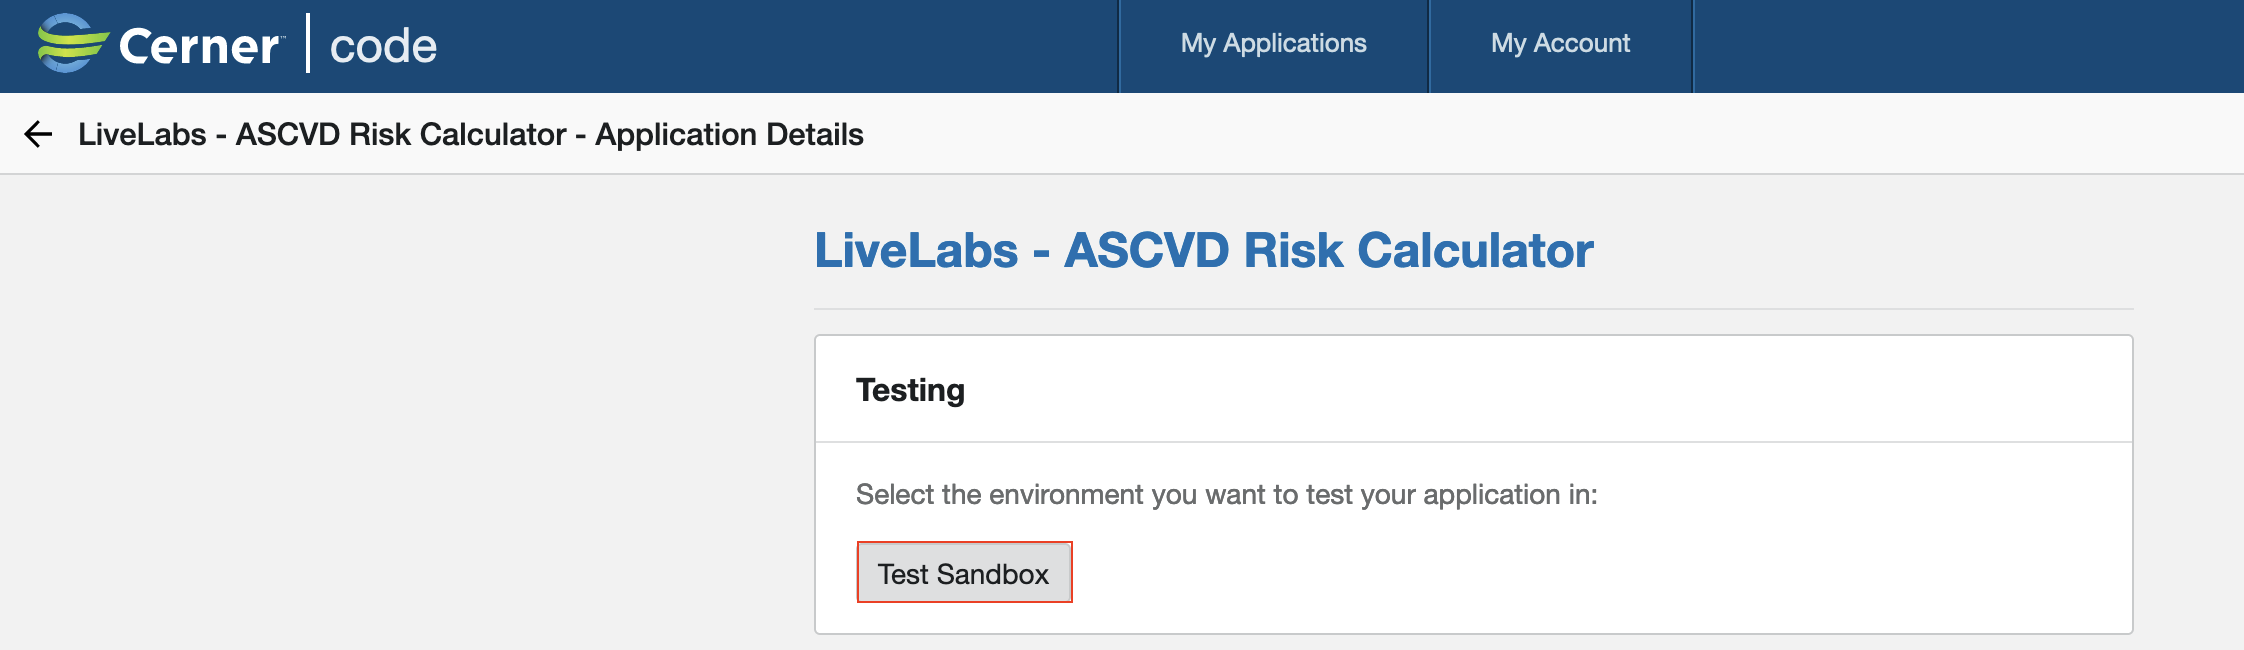 Cerner™ | code
My Applications
My Account
LiveLabs - ASCVD Risk Calculator - Application Details
LiveLabs - ASCVD Risk Calculator
Testing
Select the environment you want to test your application in:
Test Sandbox